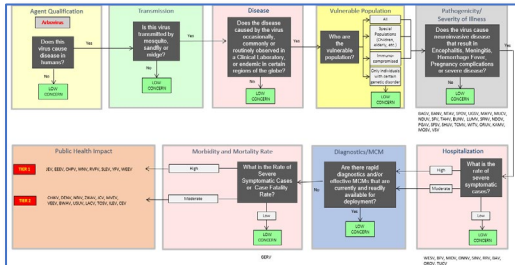 Agent Qualification
Arbovirus
Does this
virus cause
disease in
humans?
Yes
No
LOW
CONCERN
Transmission
Is this virus
transmitted by
mosquito,
sandfly or
midge?
Yes
No
LOW
CONCERN
Disease
Does the disease
caused by the virus
occasionally,
commonly or
routinely observed in
a Clinical Laboratory,
or endemic in certain
regions of the globe?
Yes
No
LOW
CONCERN
Vulnerable Population
Who are the
vulnerable
population?
All
Special
Populations
(Children,
elderly, etc.)
Immuno-
compromised
Only individuals with
certain genetic
disorder
LOW
CONCERN
Pathogenicity/
Severity of Illness
Does the virus cause
neuroinvasive disease
that result in
Encephalitis, Meningitis,
Hemorrhage Fever,
Pregnancy complications
or severe disease?
Yes
No
LOW
CONCERN
Public Health Impact
TIER 1
TIER 2
Morbidity and Mortality Rate
What is the Rate of
Severe
Symptomatic Cases
or Case Fatality
Rate?
High
Moderate
Low
LOW
CONCERN
Diagnostics/MCM
Are there rapid
diagnostics and/or
effective MCMs that are
currently and readily
available for
deployment?
No
Yes
LOW
CONCERN
Hospitalization
What is the
rate of
severe
symptomatic
cases?
High
Moderate
Low
LOW
CONCERN